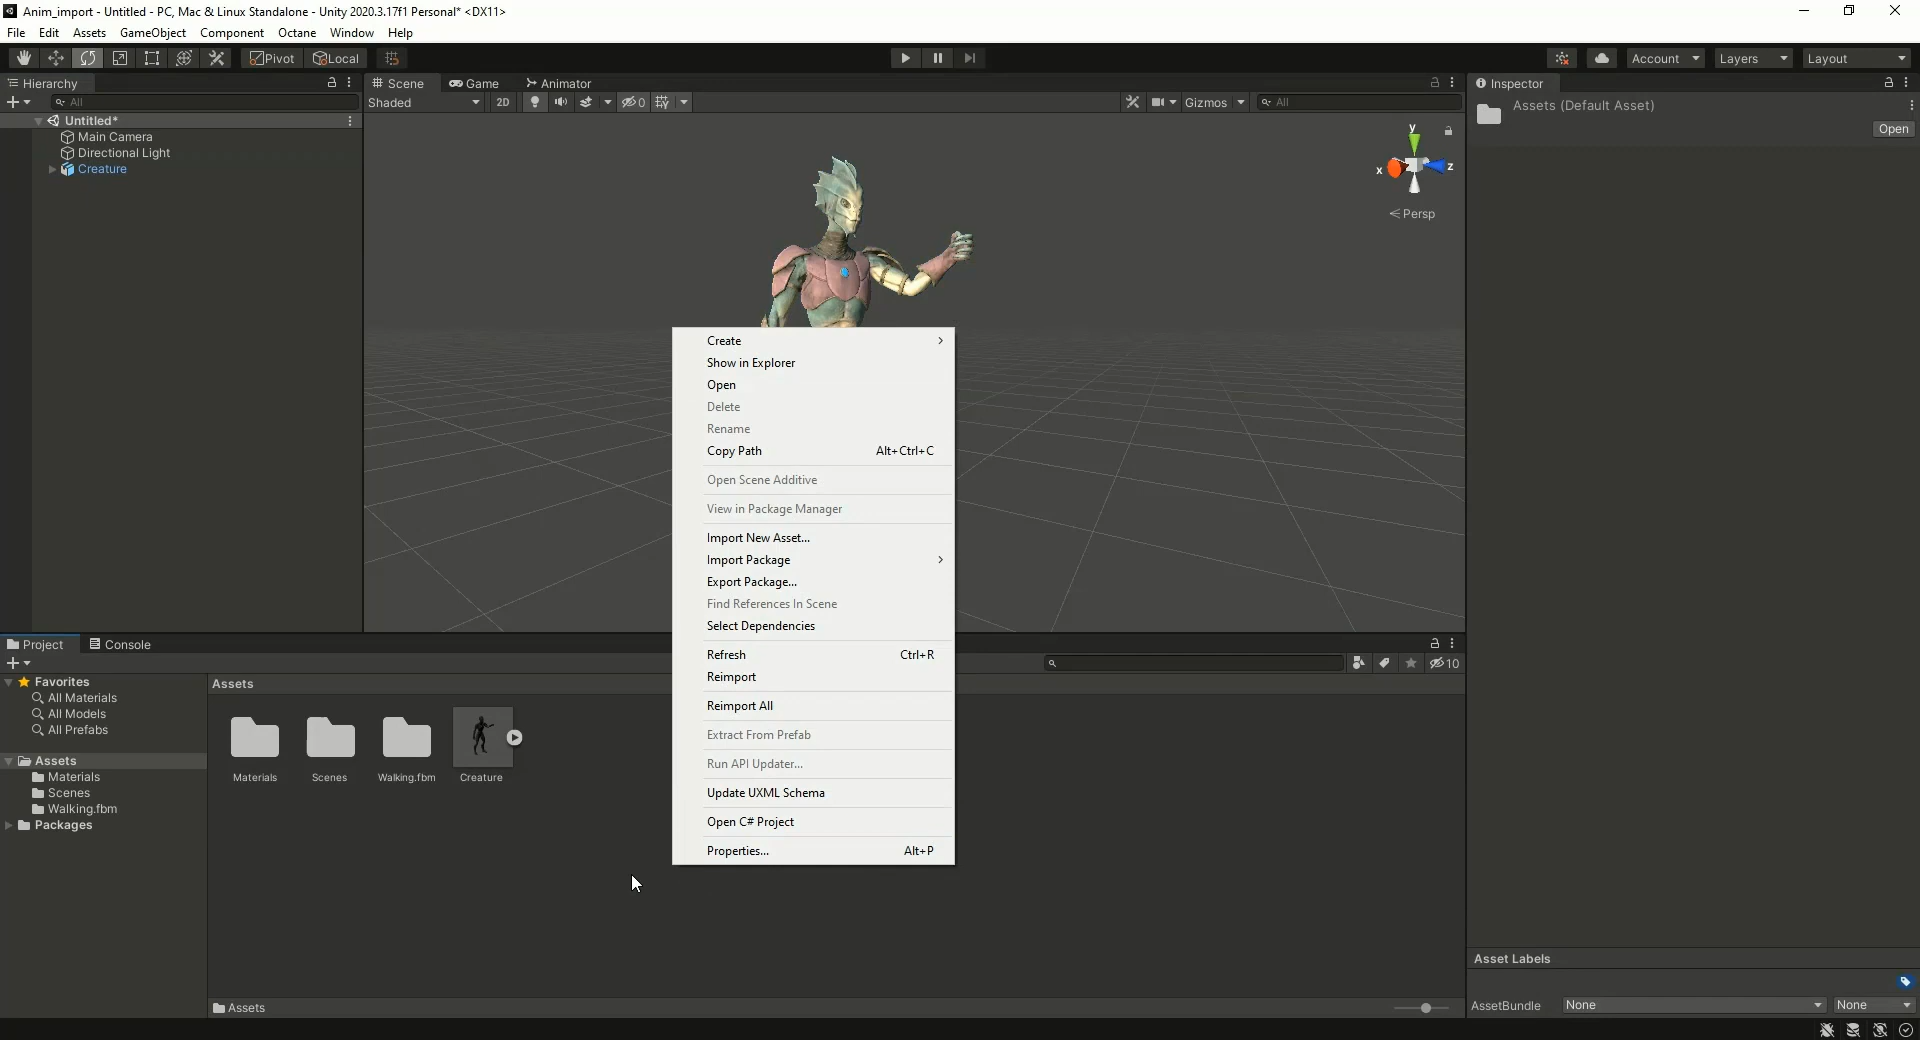 Anim_import - Untitled - PC, Mac & Linux Standalone - Unity 2020.3.17f1 Personal* <DX11>
File Edit Assets GameObject Component Octane Window Help
Pivot Local Account Layers Layout
Hierarchy
All
Untitled*
Main Camera
Directional Light
Creature
Scene Game Animator
Shaded 2D 0 Gizmos All
y
x z
Persp
Inspector
Assets (Default Asset)
Open
Create
Show in Explorer
Open
Delete
Rename
Copy Path Alt+Ctrl+C
Open Scene Additive
View in Package Manager
Import New Asset...
Import Package
Export Package...
Find References In Scene
Select Dependencies
Refresh Ctrl+R
Reimport
Reimport All
Extract From Prefab
Run API Updater...
Update UXML Schema
Open C# Project
Properties... Alt+P
Project Console
10
Favorites
All Materials
All Models
All Prefabs
Assets
Materials
Scenes
Walking.fbm
Packages
Assets
Materials Scenes Walking.fbm Creature
Assets
Asset Labels
AssetBundle None None